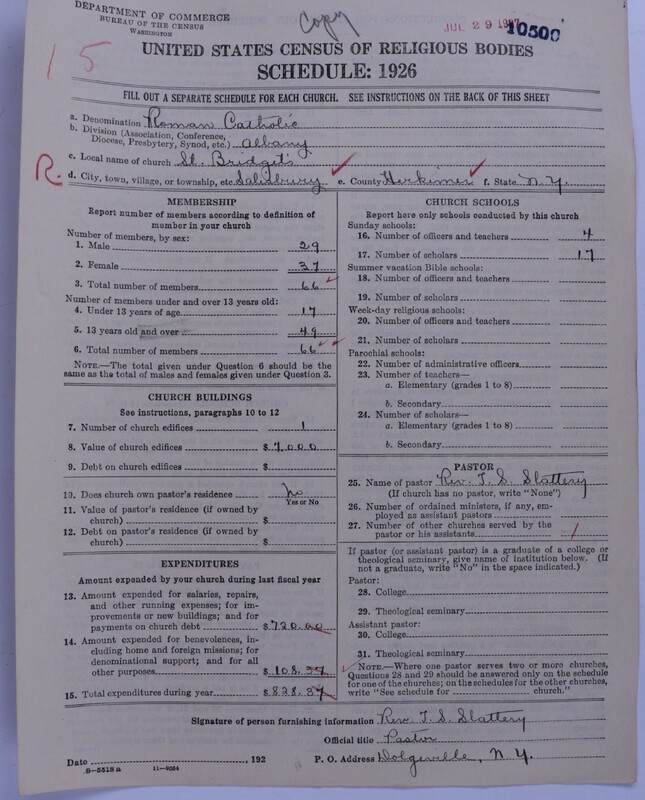 DEPARTMENT OF COMMERCE
BUREAU OF THE CENSUS
WASHINGTON
Copy
JUL 29 1927
10500
15
UNITED STATES CENSUS OF RELIGIOUS BODIES
SCHEDULE: 1926
FILL OUT A SEPARATE SCHEDULE FOR EACH CHURCH. SEE INSTRUCTIONS ON THE BACK OF THIS SHEET
a. Denomination Roman Catholic
b. Division (Association, Conference,
Diocese, Presbytery, Synod, etc.) Albany
c. Local name of church St. Bridget's
R.
d. City, town, village, or township, etc. Salisbury e. County Herkimer f. State N.Y.
MEMBERSHIP
Report number of members according to definition of
member in your church
Number of members, by sex:
1. Male 29
2. Female 37
3. Total number of members 66
Number of members under and over 13 years old:
4. Under 13 years of age 17
5. 13 years old and over 49
6. Total number of members 66
NOTE.—The total given under Question 6 should be the
same as the total of males and females given under Question 3.
CHURCH BUILDINGS
See instructions, paragraphs 10 to 12
7. Number of church edifices 1
8. Value of church edifices $ 7,000
9. Debt on church edifices $
10. Does church own pastor's residence No
Yes or No
11. Value of pastor's residence (if owned by
church) $
12. Debt on pastor's residence (if owned by
church) $
EXPENDITURES
Amount expended by your church during last fiscal year
13. Amount expended for salaries, repairs,
and other running expenses; for im-
provements or new buildings; and for
payments on church debt $ 720.00
14. Amount expended for benevolences, in-
cluding home and foreign missions; for
denominational support; and for all
other purposes $ 108.37
15. Total expenditures during year $ 828.37
CHURCH SCHOOLS
Report here only schools conducted by this church
Sunday schools:
16. Number of officers and teachers 4
17. Number of scholars 17
Summer vacation Bible schools:
18. Number of officers and teachers
19. Number of scholars
Week-day religious schools:
20. Number of officers and teachers
21. Number of scholars
Parochial schools:
22. Number of administrative officers
23. Number of teachers—
a. Elementary (grades 1 to 8)
b. Secondary
24. Number of scholars—
a. Elementary (grades 1 to 8)
b. Secondary
PASTOR
25. Name of pastor Rev. T. S. Slattery
(If church has no pastor, write "None")
26. Number of ordained ministers, if any, em-
ployed as assistant pastors
27. Number of other churches served by the
pastor or his assistants 1
If pastor (or assistant pastor) is a graduate of a college or
theological seminary, give name of institution below. (If
not a graduate, write "No" in the space indicated.)
Pastor:
28. College
29. Theological seminary
Assistant pastor:
30. College
31. Theological seminary
NOTE.—Where one pastor serves two or more churches,
Questions 28 and 29 should be answered only on the schedule
for one of the churches; on the schedules for the other churches,
write "See schedule for church."
Signature of person furnishing information Rev. T. S. Slattery
Official title Pastor
Date , 192 P. O. Address Dolgeville, N.Y.
8-5518a 11-9554